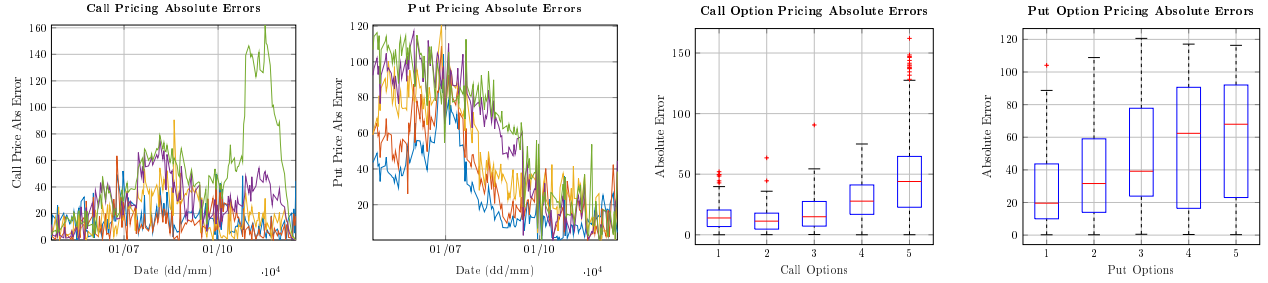 Call Pricing Absolute Errors
160
140
120
100
80
60
40
20
0
Call Price Abs Error
01/07
01/10
Date (dd/mm)
·10⁴
Put Pricing Absolute Errors
120
100
80
60
40
20
Put Price Abs Error
01/07
01/10
Date (dd/mm)
·10⁴
Call Option Pricing Absolute Errors
150
100
50
0
Absolute Error
1 2 3 4 5
Call Options
Put Option Pricing Absolute Errors
120
100
80
60
40
20
0
Absolute Error
1 2 3 4 5
Put Options